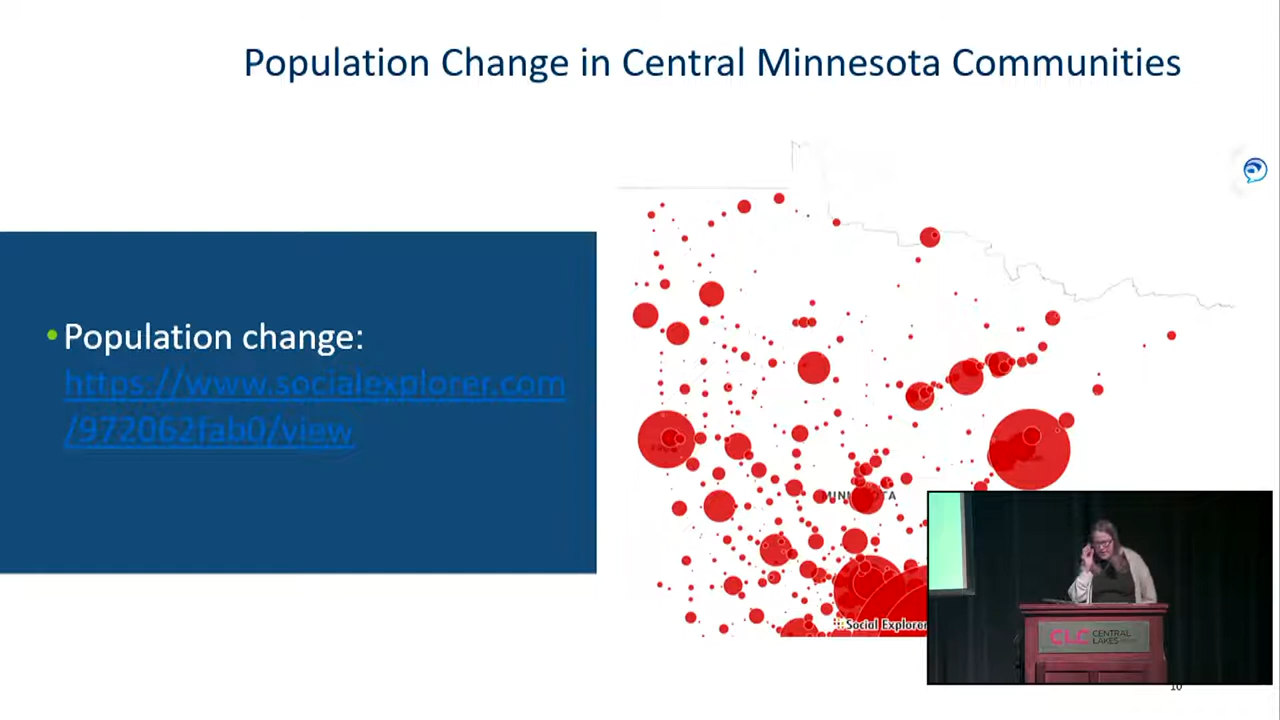 Population Change in Central Minnesota Communities
•Population change:
https://www.socialexplorer.com
/972062fab0/view
Social Explorer
CLC CENTRAL
LAKES
10